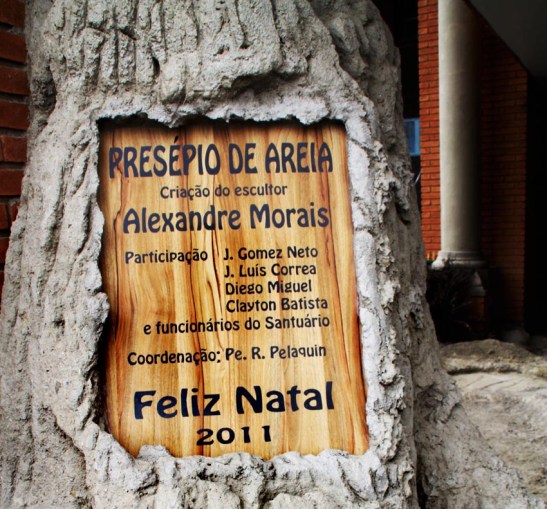 PRESÉPIO DE AREIA
Criação do escultor
Alexandre Morais
Participação J. Gomez Neto
J. Luís Correa
Diego Miguel
Clayton Batista
e funcionários do Santuário
Coordenação: Pe. R. Pelaquin
Feliz Natal
2011